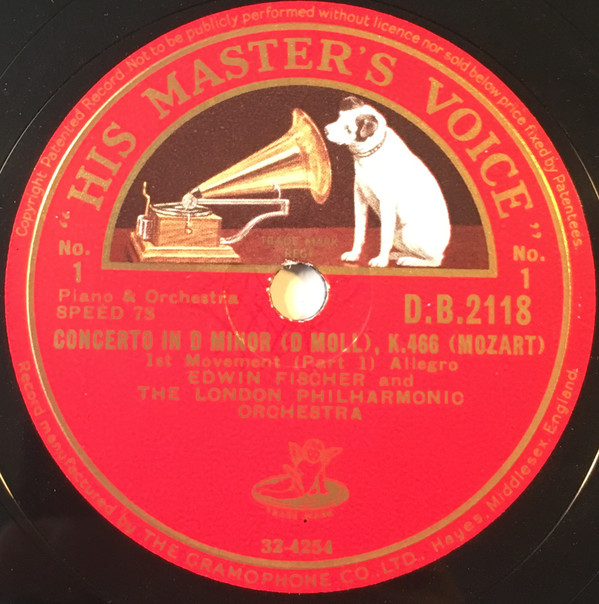 Copyright. Patented Record. Not to be publicly performed without licence nor sold below price fixed by Patentees.
"HIS MASTER'S VOICE"
TRADE MARK
No.
1
No.
1
Piano & Orchestra
SPEED 78
D.B.2118
CONCERTO IN D MINOR (D MOLL), K.466 (MOZART)
1st Movement (Part 1) Allegro
EDWIN FISCHER and
THE LONDON PHILHARMONIC
ORCHESTRA
TRADE MARK
32-4254
Record manufactured by THE GRAMOPHONE CO., LTD., Hayes, Middlesex, England.